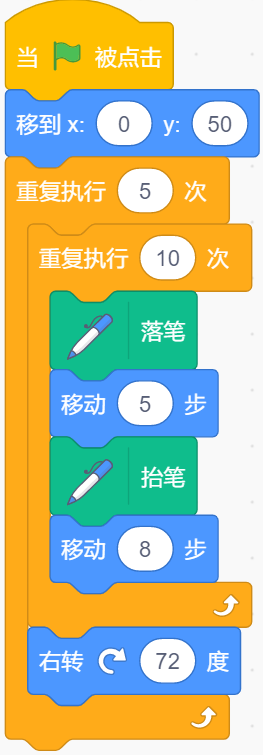 当 被点击
移到 x: 0 y: 50
重复执行 5 次
重复执行 10 次
落笔
移动 5 步
抬笔
移动 8 步
右转 72 度